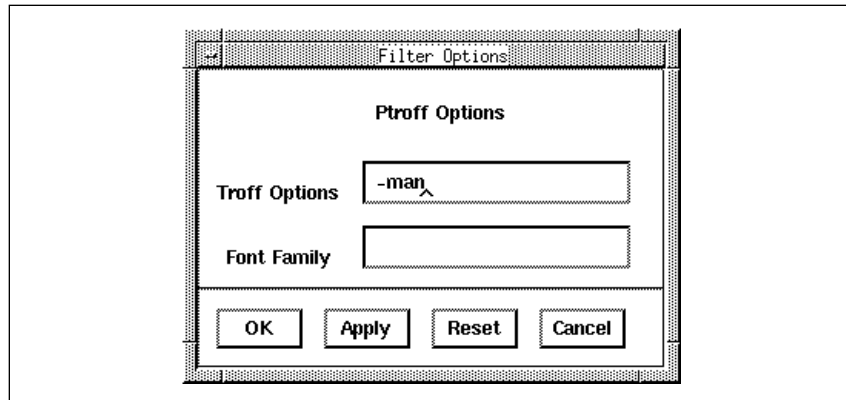 Filter Options
Ptroff Options
Troff Options -man
Font Family
OK Apply Reset Cancel